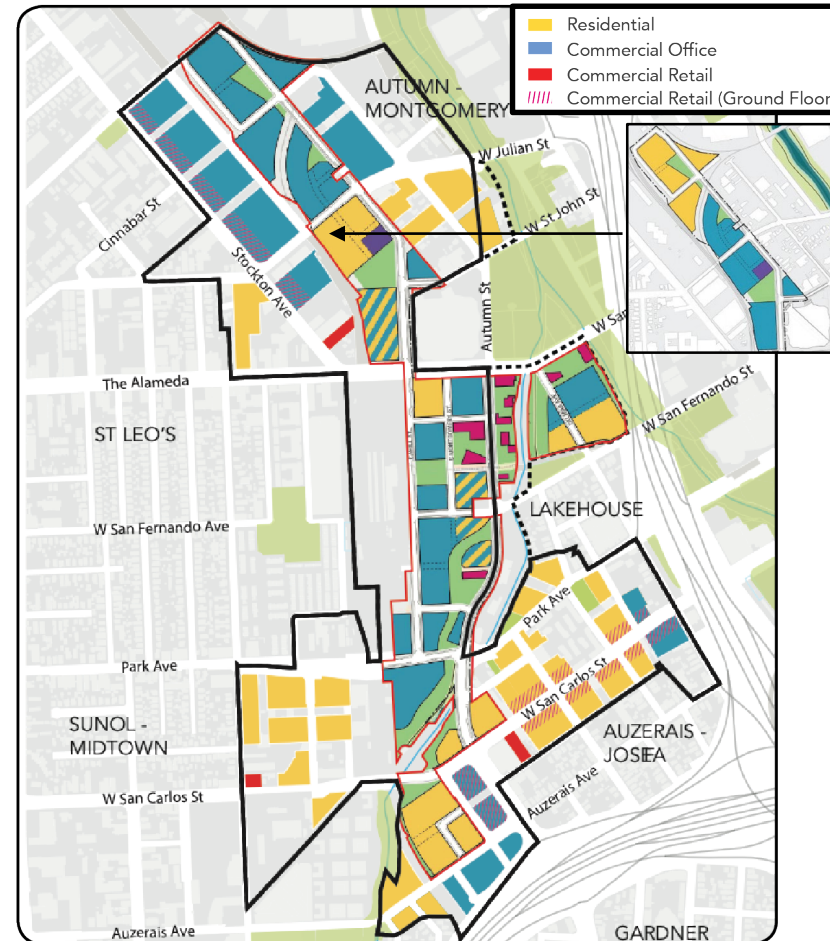 Residential
Commercial Office
Commercial Retail
Commercial Retail (Ground Floor
AUTUMN -
MONTGOMERY
W Julian St
W St John St
Cinnabar St
Stockton Ave
Autumn St
W San
The Alameda
W San Fernando St
ST LEO'S
LAKEHOUSE
W San Fernando Ave
Park Ave
Park Ave
W San Carlos St
SUNOL -
MIDTOWN
AUZERAIS -
JOSEFA
W San Carlos St
Auzerais Ave
Auzerais Ave
GARDNER